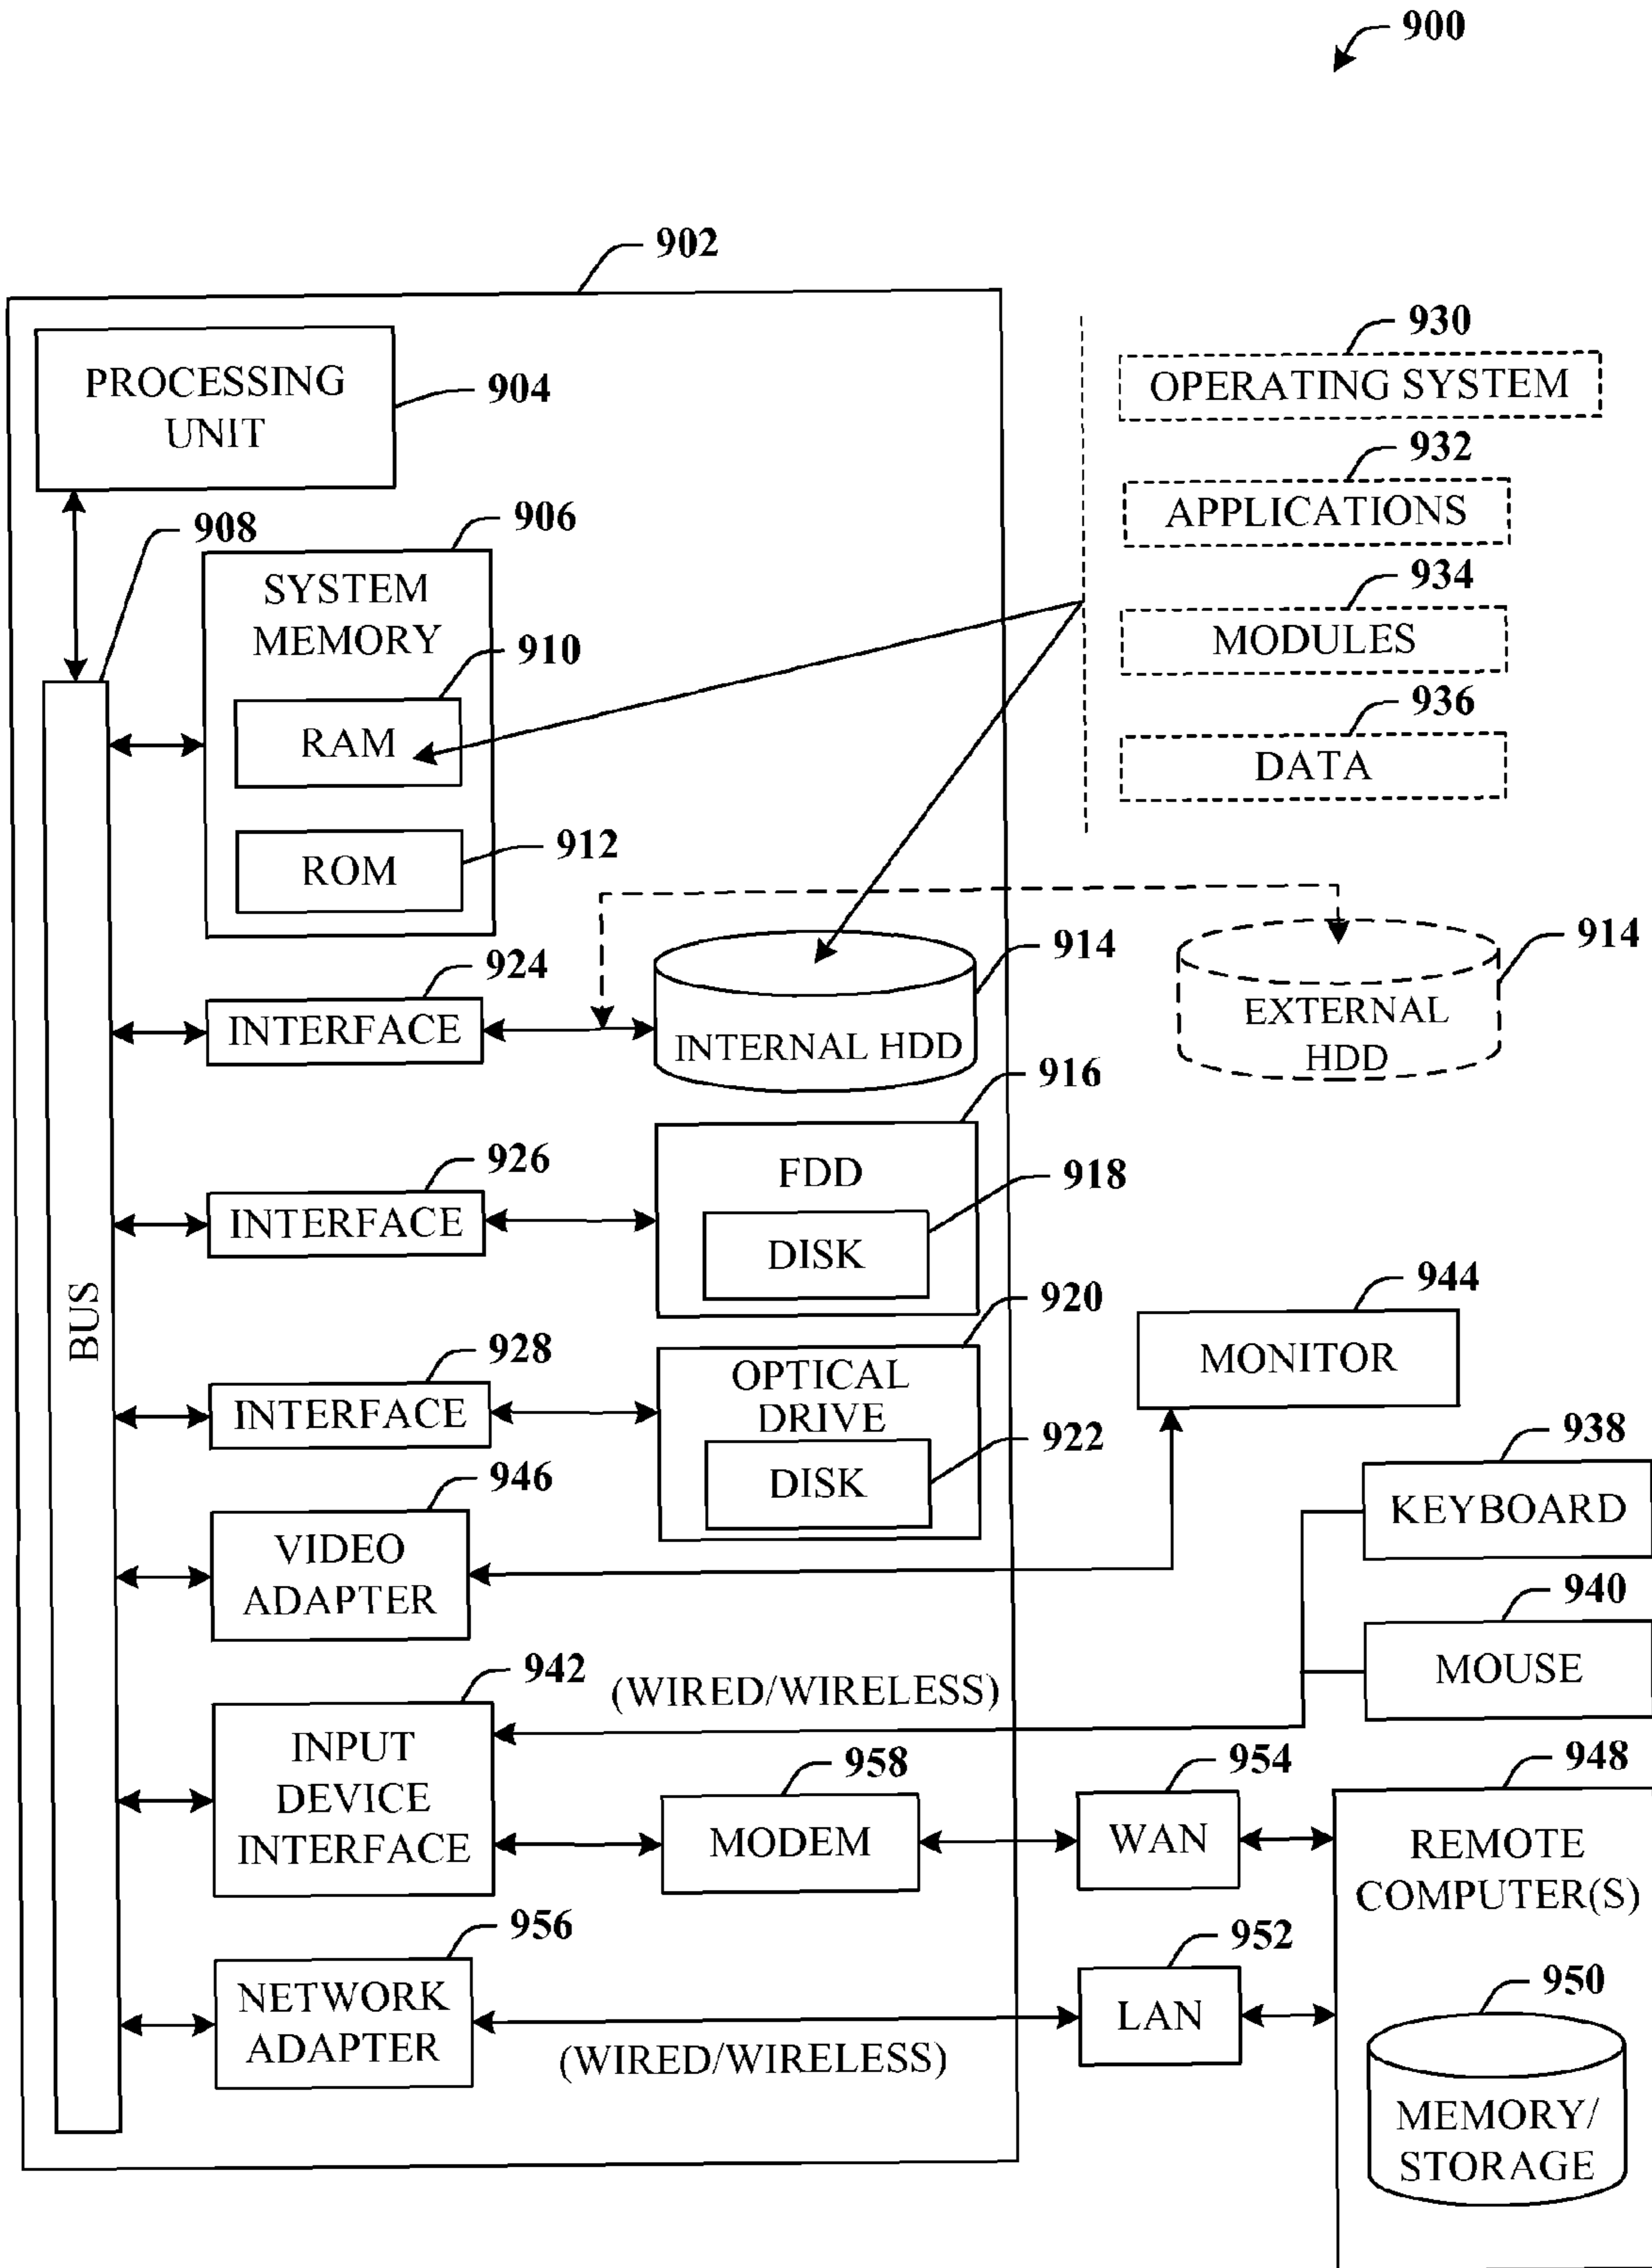 900
902
PROCESSING
UNIT
904
930
OPERATING SYSTEM
932
APPLICATIONS
934
MODULES
936
DATA
908
906
SYSTEM
MEMORY
910
RAM
912
ROM
924
INTERFACE
914
INTERNAL HDD
914
EXTERNAL
HDD
916
FDD
918
DISK
926
INTERFACE
BUS
920
OPTICAL
DRIVE
922
DISK
928
INTERFACE
944
MONITOR
938
KEYBOARD
946
VIDEO
ADAPTER
940
MOUSE
942
(WIRED/WIRELESS)
INPUT
DEVICE
INTERFACE
958
MODEM
954
WAN
948
REMOTE
COMPUTER(S)
956
NETWORK
ADAPTER
(WIRED/WIRELESS)
952
LAN
950
MEMORY/
STORAGE